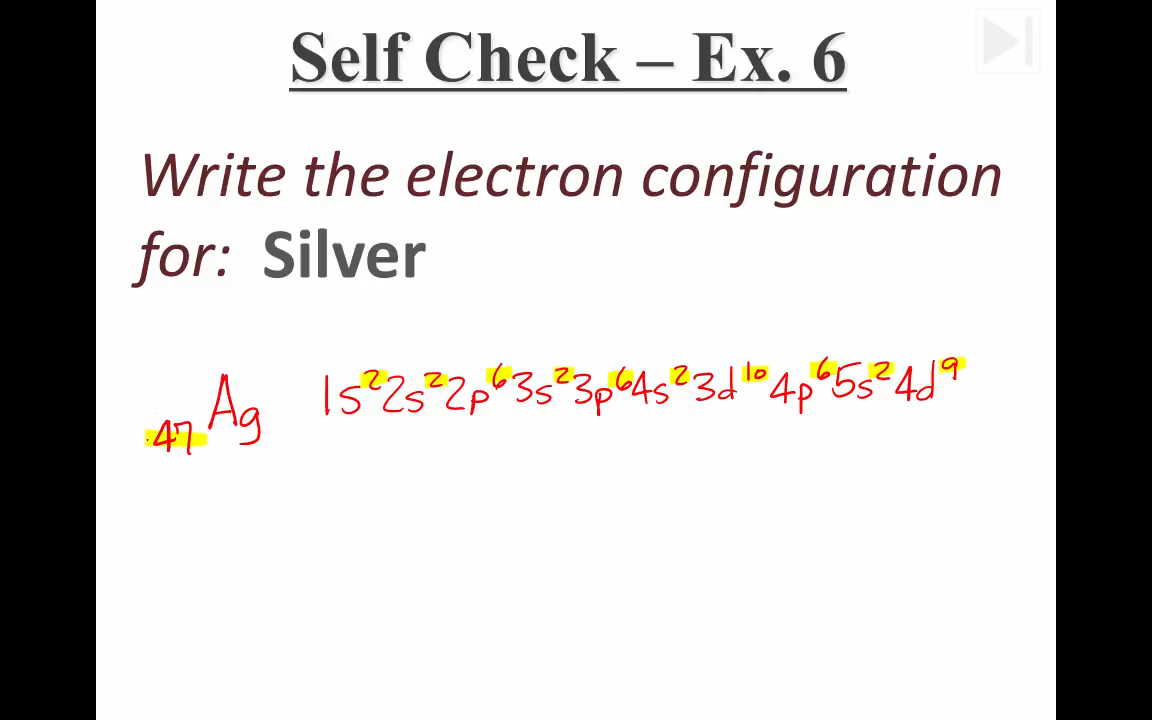 Self Check – Ex. 6
Write the electron configuration
for: Silver
₄₇Ag 1s²2s²2p⁶3s²3p⁶4s²3d¹⁰4p⁶5s²4d⁹